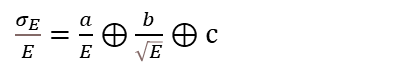 σ_E/E = a/E ⊕ b/√E ⊕ c